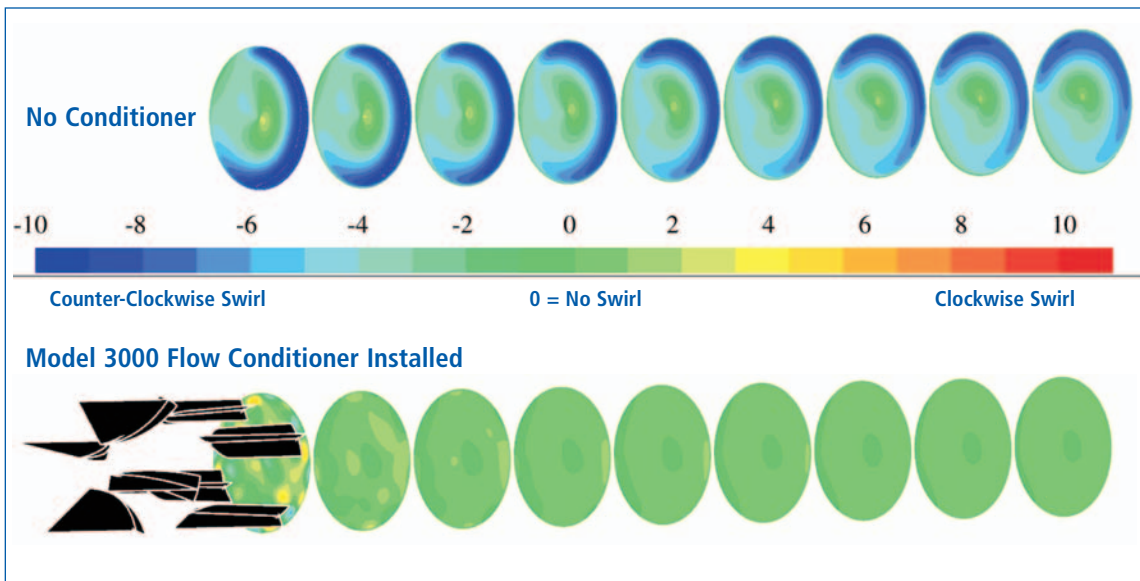 No Conditioner
-10 -8 -6 -4 -2 0 2 4 6 8 10
Counter-Clockwise Swirl 0 = No Swirl Clockwise Swirl
Model 3000 Flow Conditioner Installed